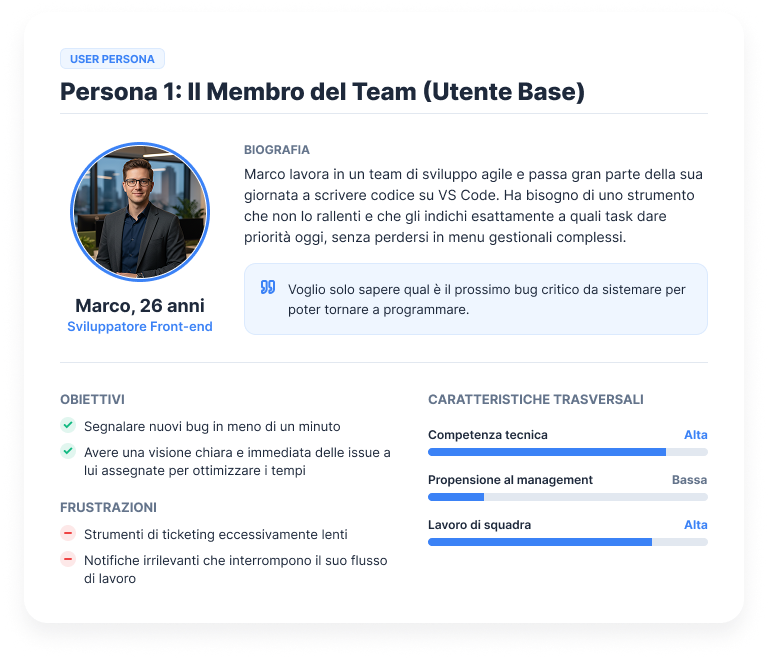 USER PERSONA
Persona 1: Il Membro del Team (Utente Base)
Marco, 26 anni
Sviluppatore Front-end
BIOGRAFIA
Marco lavora in un team di sviluppo agile e passa gran parte della sua
giornata a scrivere codice su VS Code. Ha bisogno di uno strumento
che non lo rallenti e che gli indichi esattamente a quali task dare
priorità oggi, senza perdersi in menu gestionali complessi.
Voglio solo sapere qual è il prossimo bug critico da sistemare per
poter tornare a programmare.
OBIETTIVI
Segnalare nuovi bug in meno di un minuto
Avere una visione chiara e immediata delle issue a
lui assegnate per ottimizzare i tempi
FRUSTRAZIONI
Strumenti di ticketing eccessivamente lenti
Notifiche irrilevanti che interrompono il suo flusso
di lavoro
CARATTERISTICHE TRASVERSALI
Competenza tecnica Alta
Propensione al management Bassa
Lavoro di squadra Alta